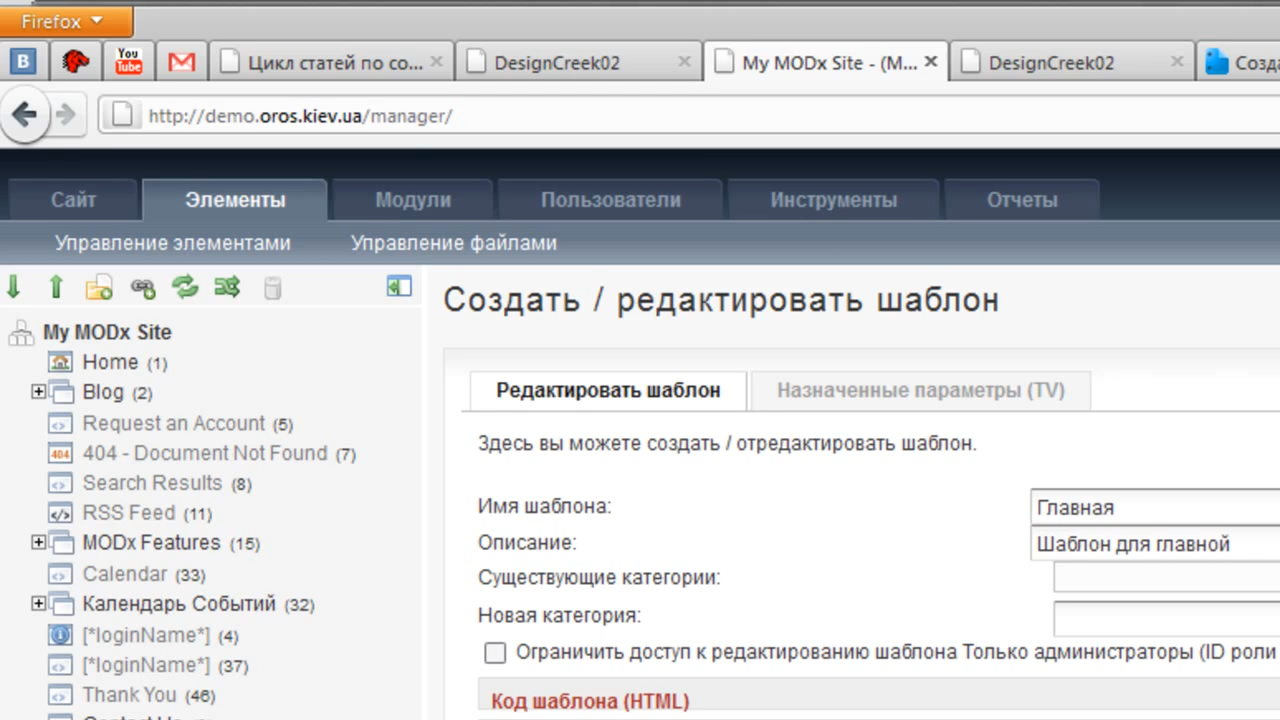 Firefox
B
You Tube
Цикл статей по со...
DesignCreek02
My MODx Site - (M...
DesignCreek02
Созда
http://demo.oros.kiev.ua/manager/
Сайт
Элементы
Модули
Пользователи
Инструменты
Отчеты
Управление элементами
Управление файлами
Создать / редактировать шаблон
My MODx Site
Home (1)
Blog (2)
Request an Account (5)
404 - Document Not Found (7)
Search Results (8)
RSS Feed (11)
MODx Features (15)
Calendar (33)
Календарь Событий (32)
[*loginName*] (4)
[*loginName*] (37)
Thank You (46)
Редактировать шаблон
Назначенные параметры (TV)
Здесь вы можете создать / отредактировать шаблон.
Имя шаблона:
Главная
Описание:
Шаблон для главной
Существующие категории:
Новая категория:
Ограничить доступ к редактированию шаблона Только администраторы (ID роли
Код шаблона (HTML)